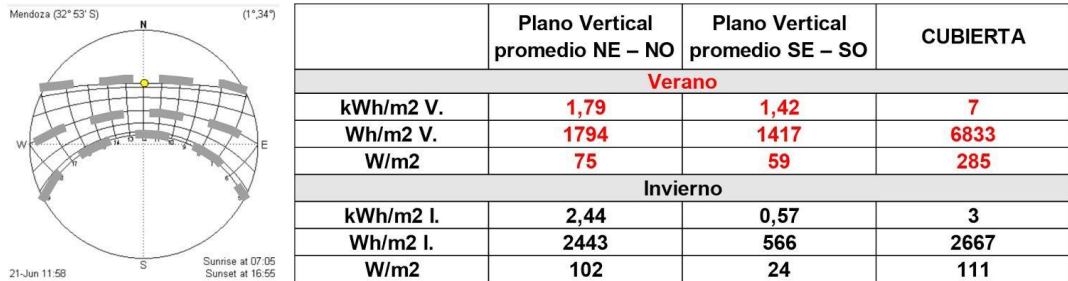 Mendoza (32° 53' S)
(1°,34°)
N
W
E
S
21-Jun 11:58
Sunrise at 07:05
Sunset at 16:55
Plano Vertical promedio NE – NO
Plano Vertical promedio SE – SO
CUBIERTA
Verano
kWh/m2 V. 1,79 1,42 7
Wh/m2 V. 1794 1417 6833
W/m2 75 59 285
Invierno
kWh/m2 I. 2,44 0,57 3
Wh/m2 I. 2443 566 2667
W/m2 102 24 111